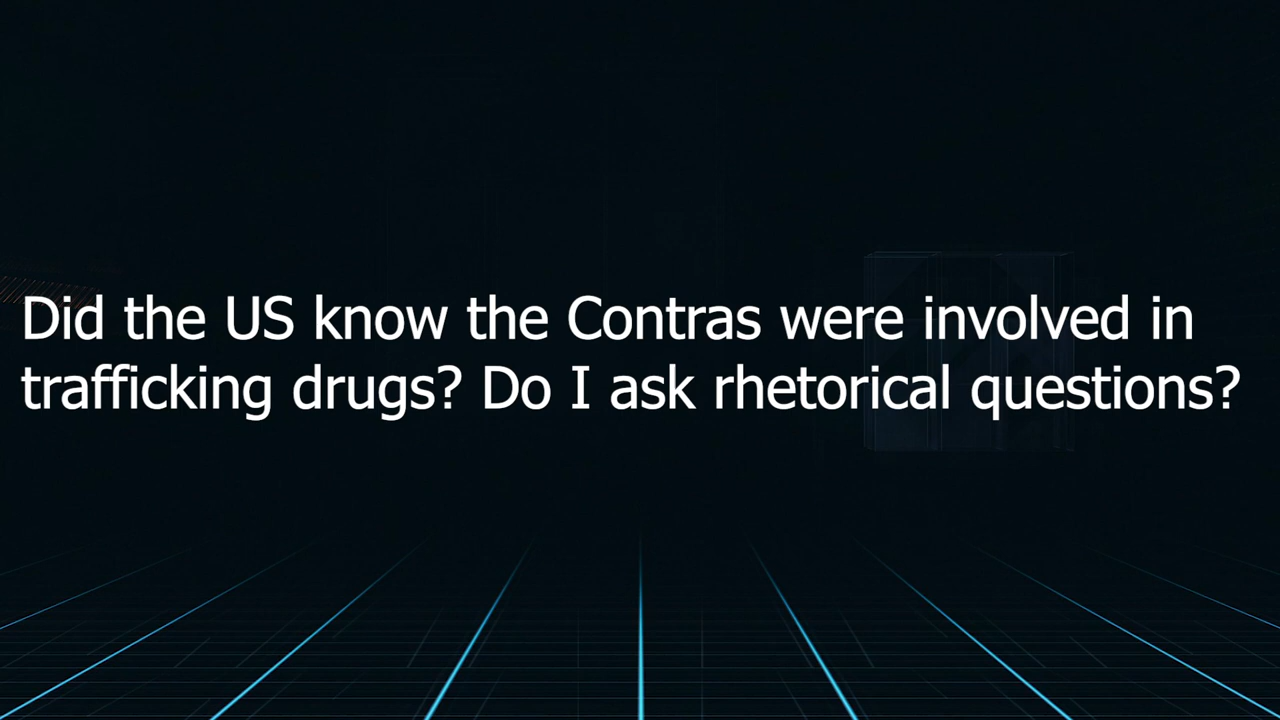 Did the US know the Contras were involved in
trafficking drugs? Do I ask rhetorical questions?